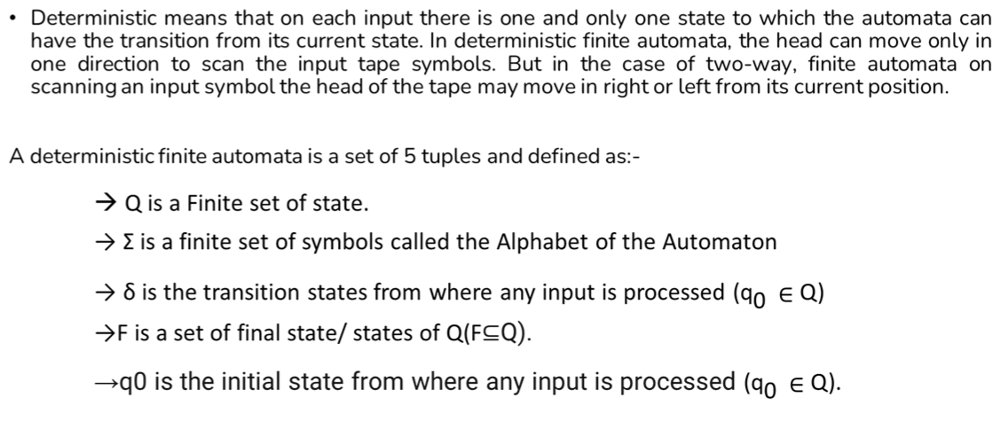 • Deterministic means that on each input there is one and only one state to which the automata can
have the transition from its current state. In deterministic finite automata, the head can move only in
one direction to scan the input tape symbols. But in the case of two-way, finite automata on
scanning an input symbol the head of the tape may move in right or left from its current position.
A deterministic finite automata is a set of 5 tuples and defined as:-
→ Q is a Finite set of state.
→ Σ is a finite set of symbols called the Alphabet of the Automaton
→ δ is the transition states from where any input is processed (q₀ ∈ Q)
→F is a set of final state/ states of Q(F⊆Q).
→q0 is the initial state from where any input is processed (q₀ ∈ Q).